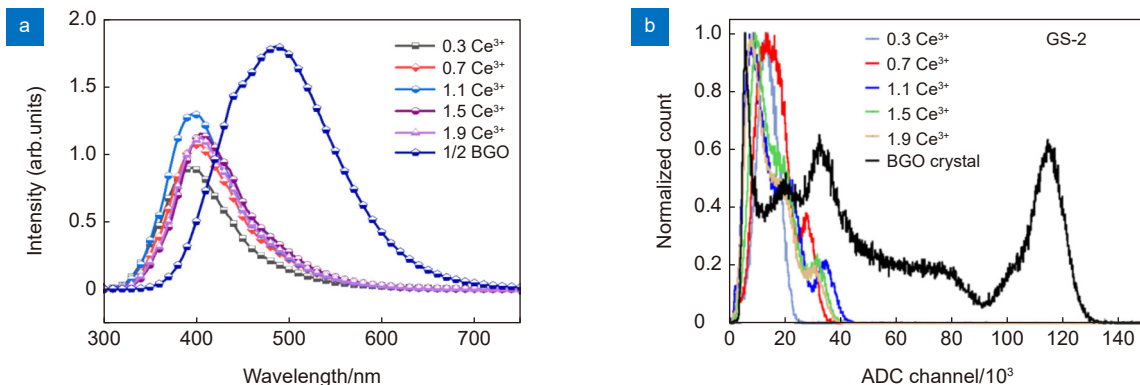 a
2.0
1.5
1.0
0.5
0
300
400
500
600
700
Intensity (arb.units)
Wavelength/nm
0.3 Ce³⁺
0.7 Ce³⁺
1.1 Ce³⁺
1.5 Ce³⁺
1.9 Ce³⁺
1/2 BGO
b
1.0
0.8
0.6
0.4
0.2
0
0
20
40
60
80
100
120
140
Normalized count
ADC channel/10³
0.3 Ce³⁺
0.7 Ce³⁺
1.1 Ce³⁺
1.5 Ce³⁺
1.9 Ce³⁺
BGO crystal
GS-2